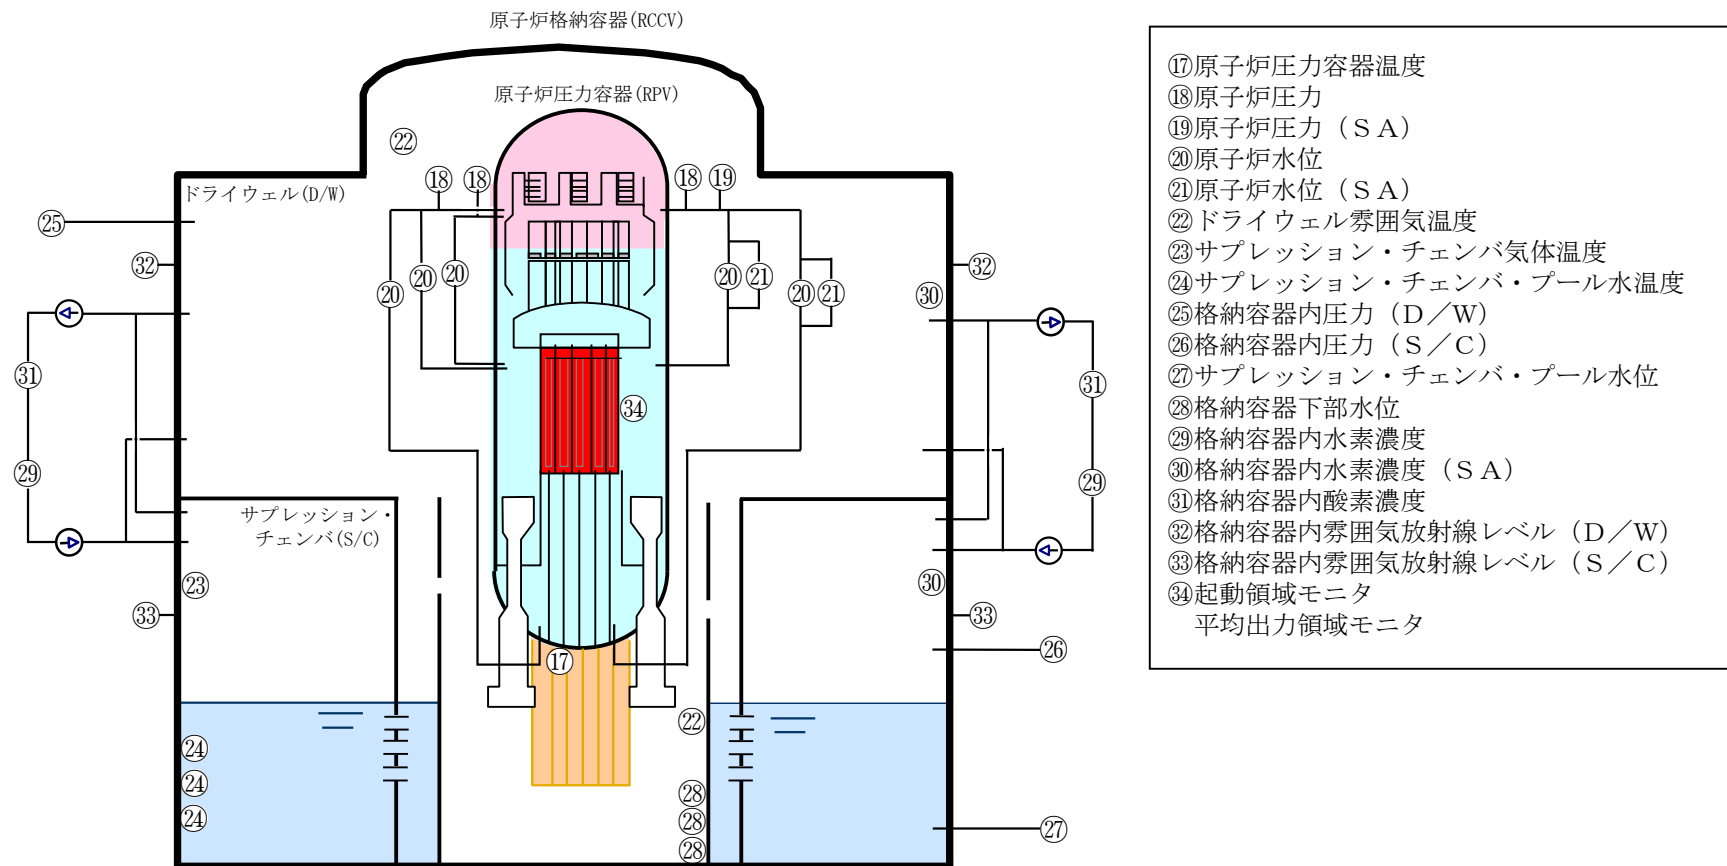 原子炉格納容器(RCCV)
原子炉圧力容器(RPV)
㉒
ドライウェル(D/W)
⑱
⑱
⑱
⑲
㉕
㉜
㉜
⑳
⑳
⑳
⑳
㉑
⑳
㉑
㉚
㉛
㉛
㉞
㉙
㉙
サプレッション・
チェンバ(S/C)
㉓
㉚
㉝
㉝
㉖
⑰
㉒
㉔
㉔
㉔
㉘
㉘
㉘
㉗
⑰原子炉圧力容器温度
⑱原子炉圧力
⑲原子炉圧力（ＳＡ）
⑳原子炉水位
㉑原子炉水位（ＳＡ）
㉒ドライウェル雰囲気温度
㉓サプレッション・チェンバ気体温度
㉔サプレッション・チェンバ・プール水温度
㉕格納容器内圧力（Ｄ／Ｗ）
㉖格納容器内圧力（Ｓ／Ｃ）
㉗サプレッション・チェンバ・プール水位
㉘格納容器下部水位
㉙格納容器内水素濃度
㉚格納容器内水素濃度（ＳＡ）
㉛格納容器内酸素濃度
㉜格納容器内雰囲気放射線レベル（Ｄ／Ｗ）
㉝格納容器内雰囲気放射線レベル（Ｓ／Ｃ）
㉞起動領域モニタ
平均出力領域モニタ